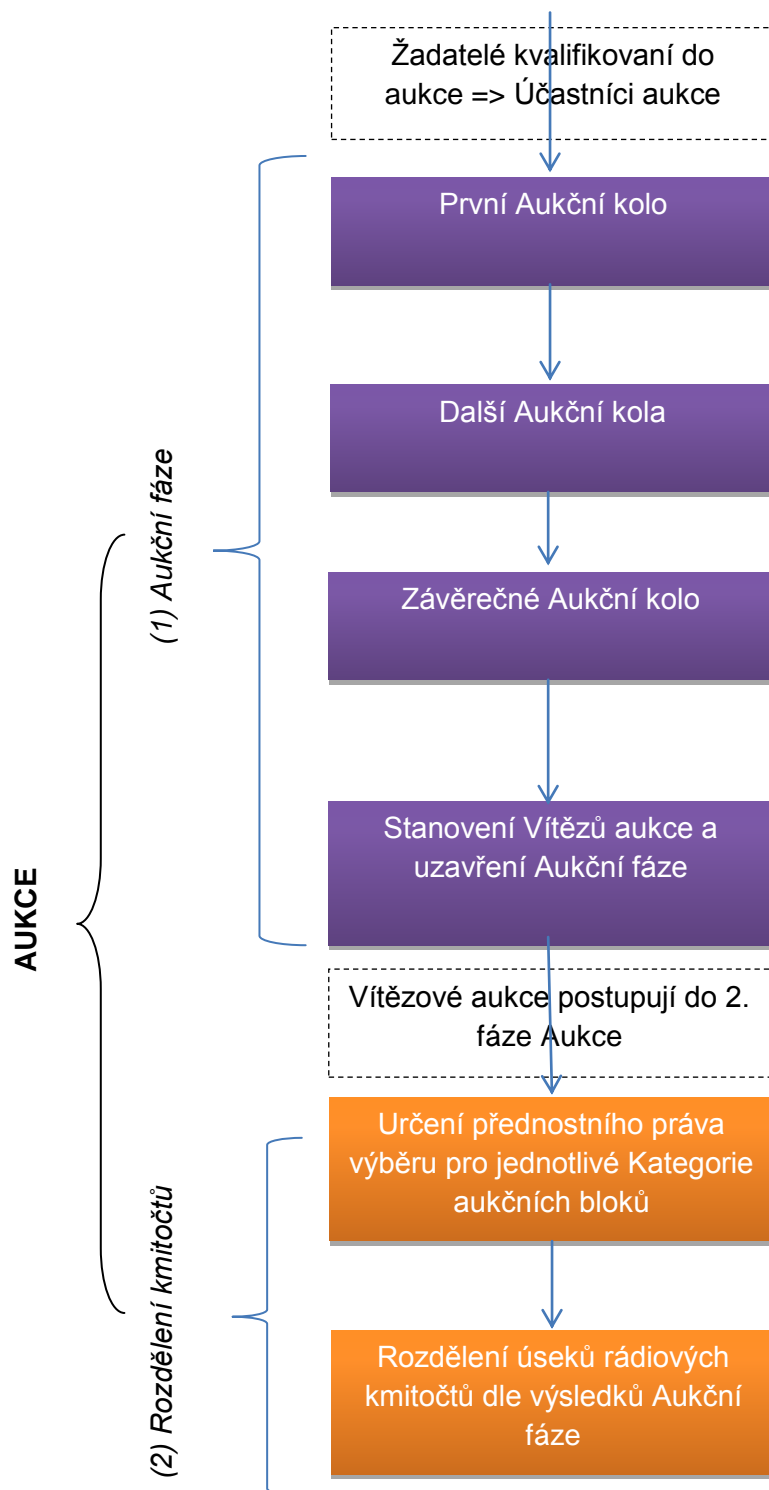 Žadatelé kvalifikovaní do
aukce => Účastníci aukce
První Aukční kolo
Další Aukční kola
(1) Aukční fáze
Závěrečné Aukční kolo
Stanovení Vítězů aukce a
uzavření Aukční fáze
AUKCE
Vítězové aukce postupují do 2.
fáze Aukce
Určení přednostního práva
výběru pro jednotlivé Kategorie
aukčních bloků
(2) Rozdělení kmitočtů
Rozdělení úseků rádiových
kmitočtů dle výsledků Aukční
fáze